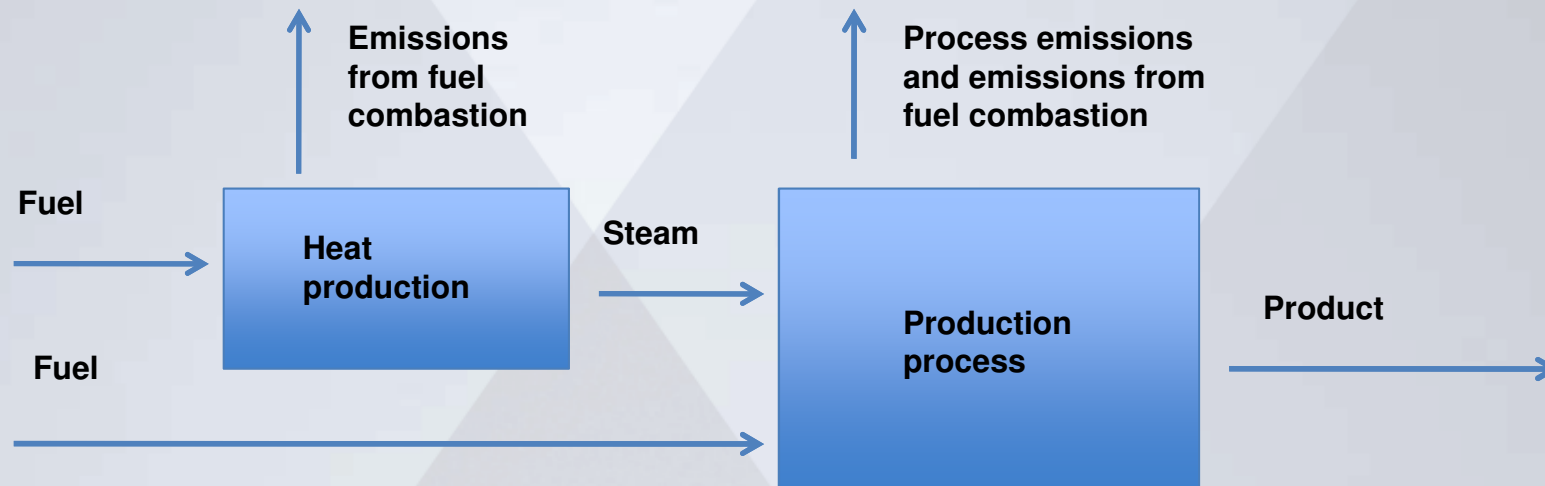 Emissions
from fuel
combastion
Process emissions
and emissions from
fuel combastion
Fuel
Heat
production
Steam
Production
process
Product
Fuel